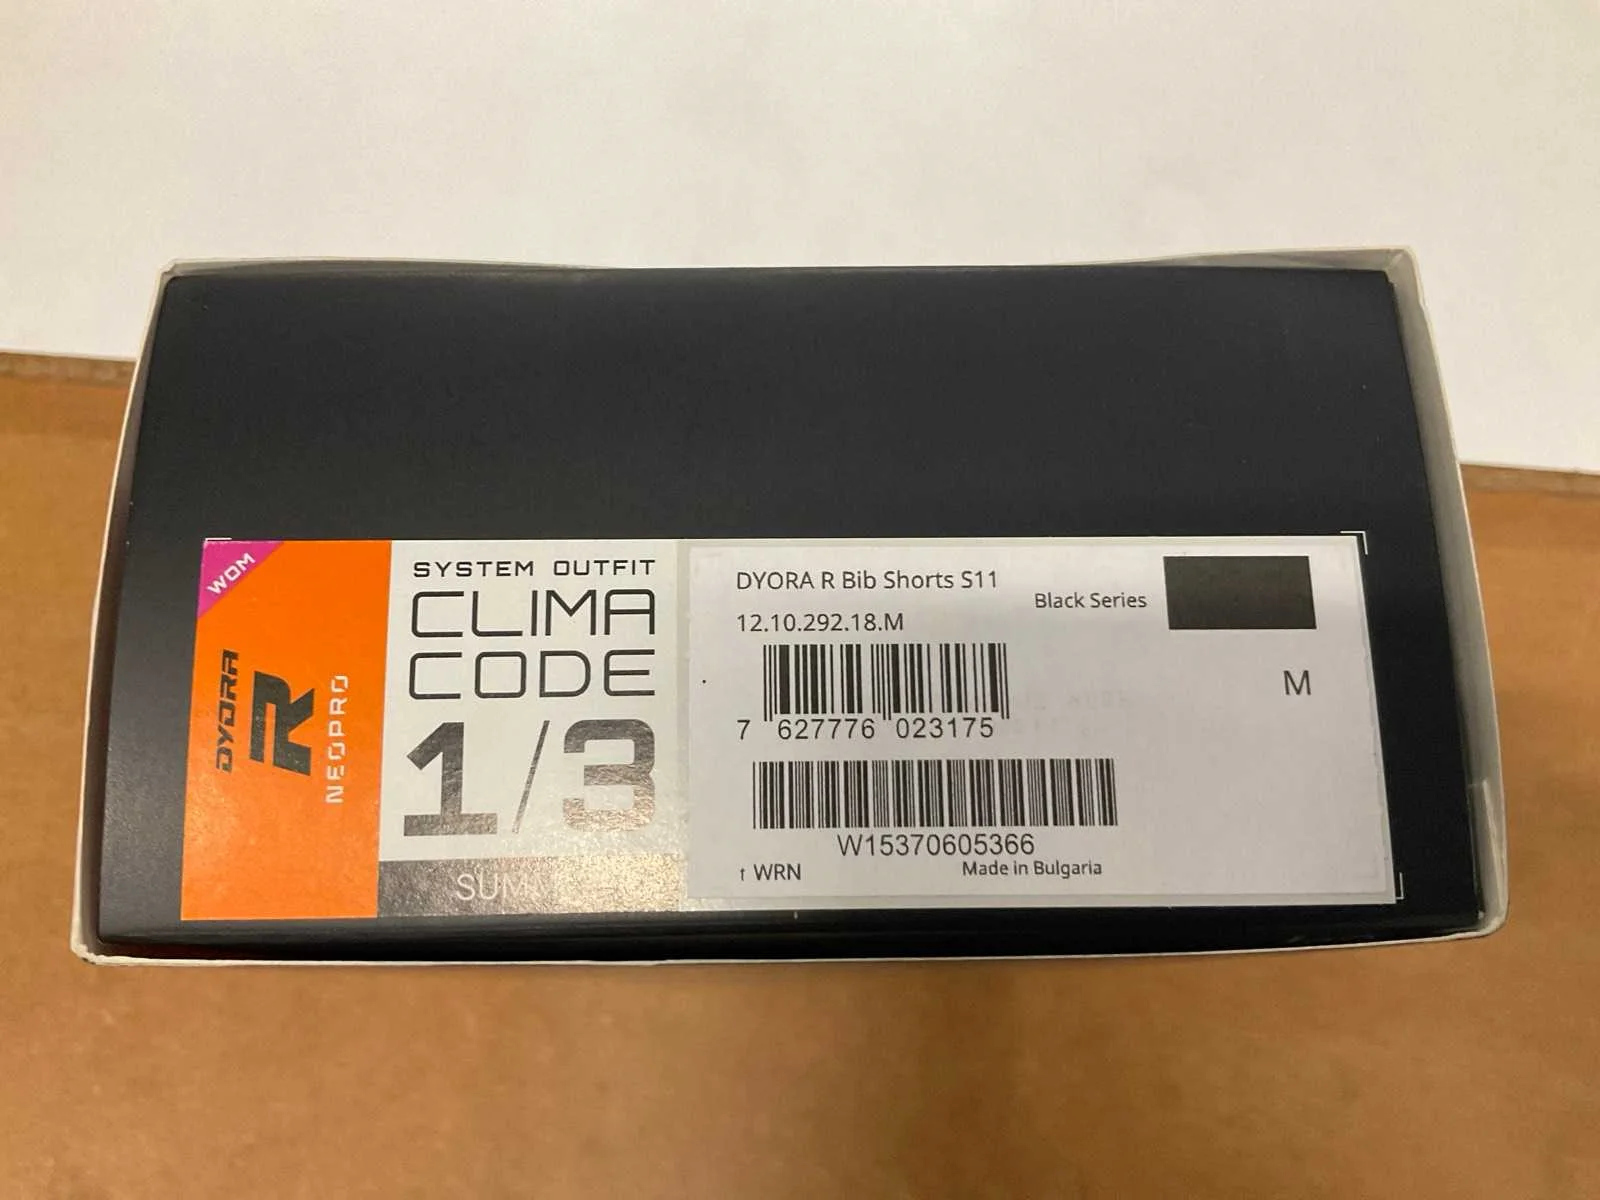 WOM
DYORA
R
NEOPRO
SYSTEM OUTFIT
CLIMA
CODE
1/3
DYORA R Bib Shorts S11
Black Series
12.10.292.18.M
M
7 627776 023175
W15370605366
↑ WRN
Made in Bulgaria